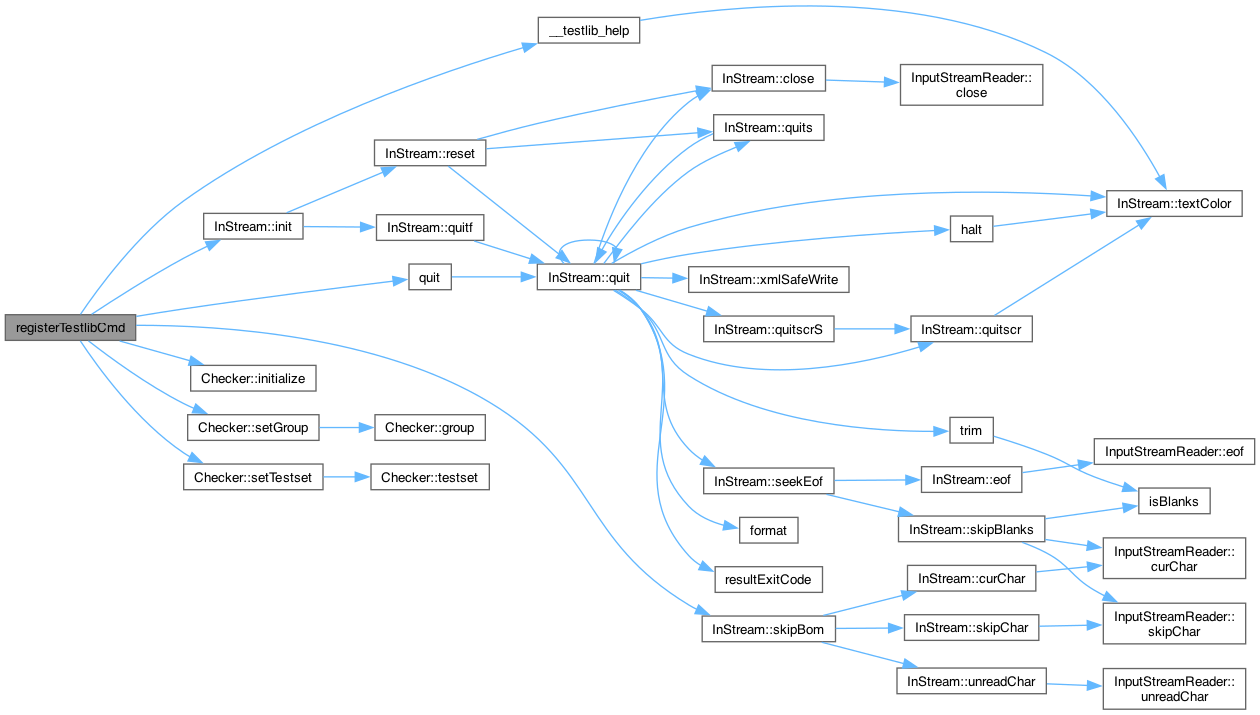 __testlib_help
InStream::close
InputStreamReader::
close
InStream::quits
InStream::reset
InStream::textColor
InStream::init
InStream::quitf
halt
quit
InStream::quit
InStream::xmlSafeWrite
registerTestlibCmd
InStream::quitscrS
InStream::quitscr
Checker::initialize
Checker::setGroup
Checker::group
trim
InputStreamReader::eof
Checker::setTestset
Checker::testset
InStream::seekEof
InStream::eof
isBlanks
format
InStream::skipBlanks
InputStreamReader::
curChar
resultExitCode
InStream::curChar
InStream::skipBom
InStream::skipChar
InputStreamReader::
skipChar
InStream::unreadChar
InputStreamReader::
unreadChar